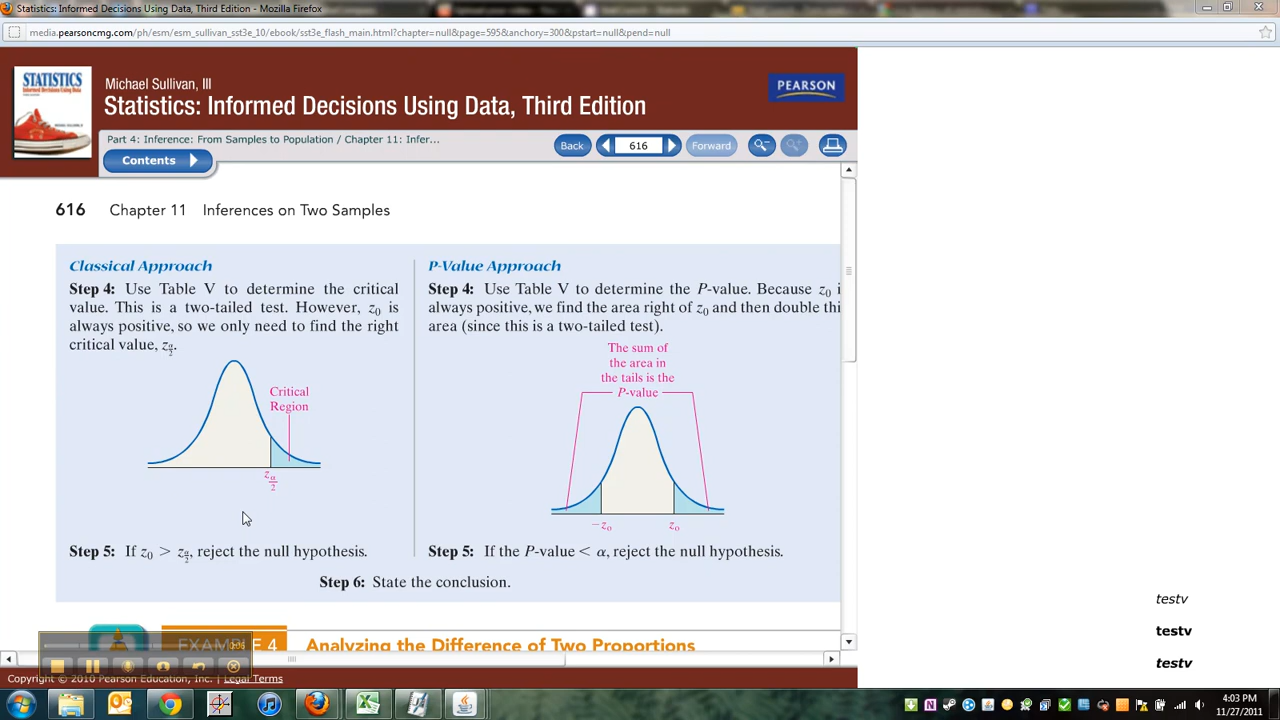 Statistics: Informed Decisions Using Data, Third Edition - Mozilla Firefox
media.pearsoncmg.com/ph/esm/esm_sullivan_sst3e_10/ebook/sst3e_flash_main.html?chapter=null&page=595&anchory=300&pstart=null&pend=null
STATISTICS
Michael Sullivan, III
Statistics: Informed Decisions Using Data, Third Edition
PEARSON
Part 4: Inference: From Samples to Population / Chapter 11: Infer...
Contents
Back
616
Forward
616 Chapter 11 Inferences on Two Samples
Classical Approach
Step 4: Use Table V to determine the critical
value. This is a two-tailed test. However, z₀ is
always positive, so we only need to find the right
critical value, z_{α/2}.
Critical
Region
z_{α/2}
Step 5: If z₀ > z_{α/2}, reject the null hypothesis.
P-Value Approach
Step 4: Use Table V to determine the P-value. Because z₀ i
always positive, we find the area right of z₀ and then double thi
area (since this is a two-tailed test).
The sum of
the area in
the tails is the
P-value
−z₀ z₀
Step 5: If the P-value < α, reject the null hypothesis.
Step 6: State the conclusion.
EXAMPLE 4 Analyzing the Difference of Two Proportions
0:06
Copyright © 2010 Pearson Education, Inc. | Legal Terms
testv
testv
testv
4:03 PM
11/27/2011